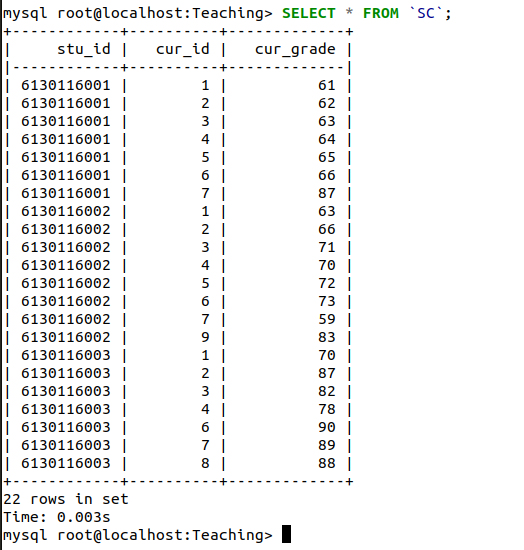 mysql root@localhost:Teaching> SELECT * FROM `SC`;
+------------+----------+-------------+
|     stu_id |   cur_id |   cur_grade |
|------------+----------+-------------|
| 6130116001 |        1 |          61 |
| 6130116001 |        2 |          62 |
| 6130116001 |        3 |          63 |
| 6130116001 |        4 |          64 |
| 6130116001 |        5 |          65 |
| 6130116001 |        6 |          66 |
| 6130116001 |        7 |          87 |
| 6130116002 |        1 |          63 |
| 6130116002 |        2 |          66 |
| 6130116002 |        3 |          71 |
| 6130116002 |        4 |          70 |
| 6130116002 |        5 |          72 |
| 6130116002 |        6 |          73 |
| 6130116002 |        7 |          59 |
| 6130116002 |        9 |          83 |
| 6130116003 |        1 |          70 |
| 6130116003 |        2 |          87 |
| 6130116003 |        3 |          82 |
| 6130116003 |        4 |          78 |
| 6130116003 |        6 |          90 |
| 6130116003 |        7 |          89 |
| 6130116003 |        8 |          88 |
+------------+----------+-------------+
22 rows in set
Time: 0.003s
mysql root@localhost:Teaching>